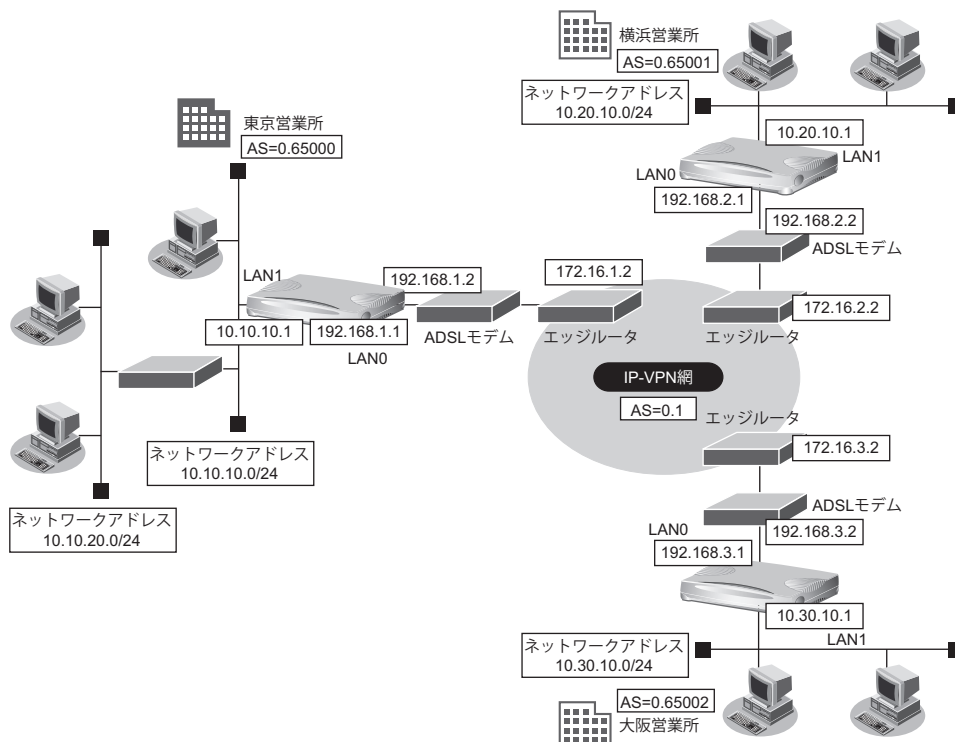 横浜営業所
AS=0.65001
ネットワークアドレス
10.20.10.0/24
10.20.10.1
LAN1
LAN0
192.168.2.1
192.168.2.2
ADSLモデム
東京営業所
AS=0.65000
LAN1
192.168.1.2
172.16.1.2
172.16.2.2
10.10.10.1
192.168.1.1
LAN0
ADSLモデム
エッジルータ
エッジルータ
IP-VPN網
AS=0.1
エッジルータ
172.16.3.2
ネットワークアドレス
10.10.10.0/24
ネットワークアドレス
10.10.20.0/24
ADSLモデム
LAN0
192.168.3.2
192.168.3.1
10.30.10.1
LAN1
ネットワークアドレス
10.30.10.0/24
AS=0.65002
大阪営業所